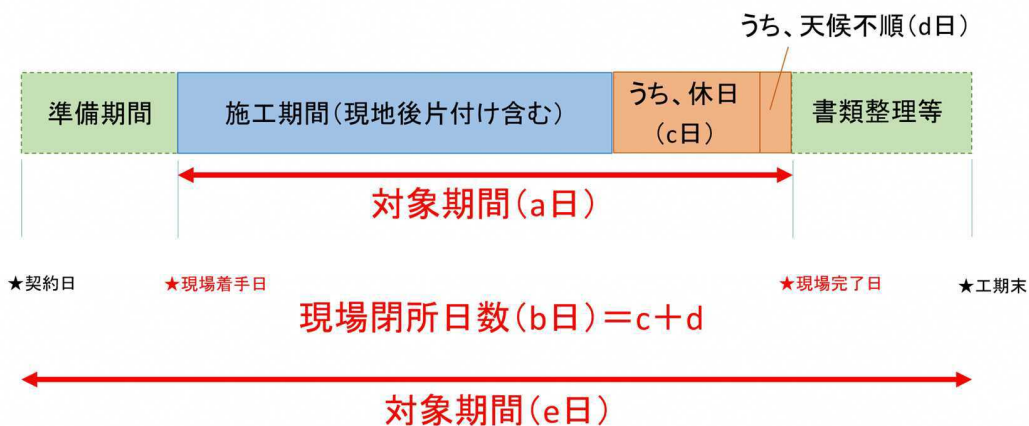 うち、天候不順(d日)
準備期間
施工期間(現地後片付け含む)
うち、休日
(c日)
書類整理等
対象期間(a日)
★契約日
★現場着手日
★現場完了日
★工期末
現場閉所日数(b日)=c+d
対象期間(e日)